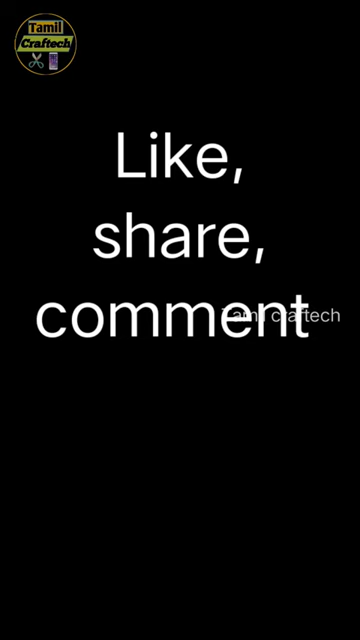 Tamil
Craftech
Like,
share,
comment
Tamil craftech